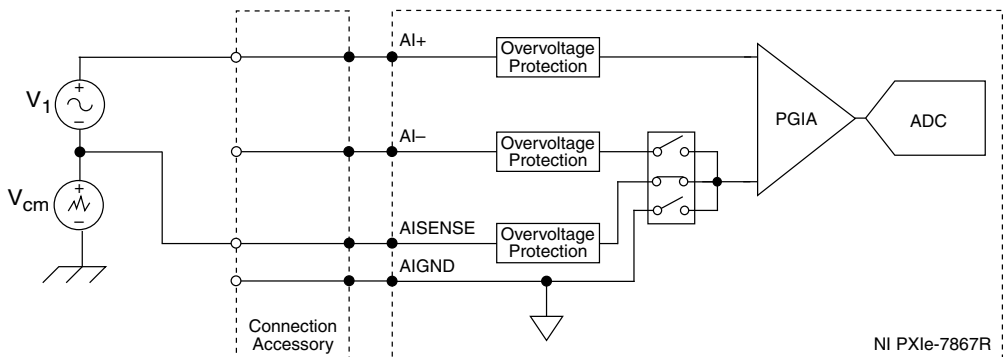 AI+
Overvoltage
Protection
V1
+
−
PGIA
ADC
AI−
Overvoltage
Protection
Vcm
+
−
AISENSE
Overvoltage
Protection
AIGND
Connection
Accessory
NI PXIe-7867R